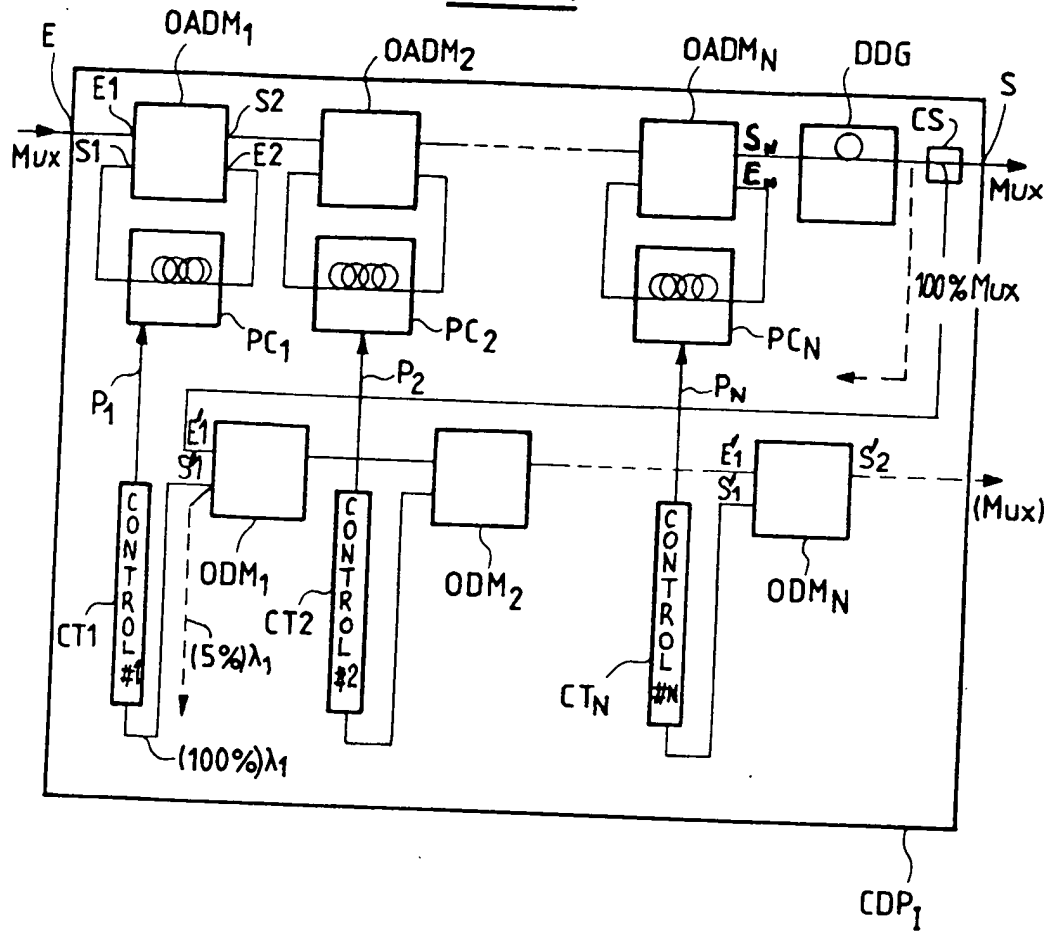 OADM1
E
OADM2
OADMN
DDG
S
E1
S2
CS
Mux
S1
E2
SN
EN
Mux
100% Mux
PC1
PC2
PCN
P1
P2
PN
E'1
S'1
E'1
S'1
S'2
(Mux)
CONTROL #1
CONTROL #2
CONTROL #N
ODM1
ODM2
ODMN
CT1
CT2
CTN
(5%)λ1
(100%)λ1
CDPI